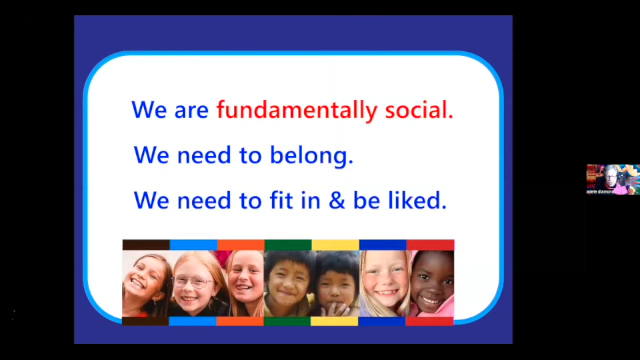 We are fundamentally social.
We need to belong.
We need to fit in & be liked.